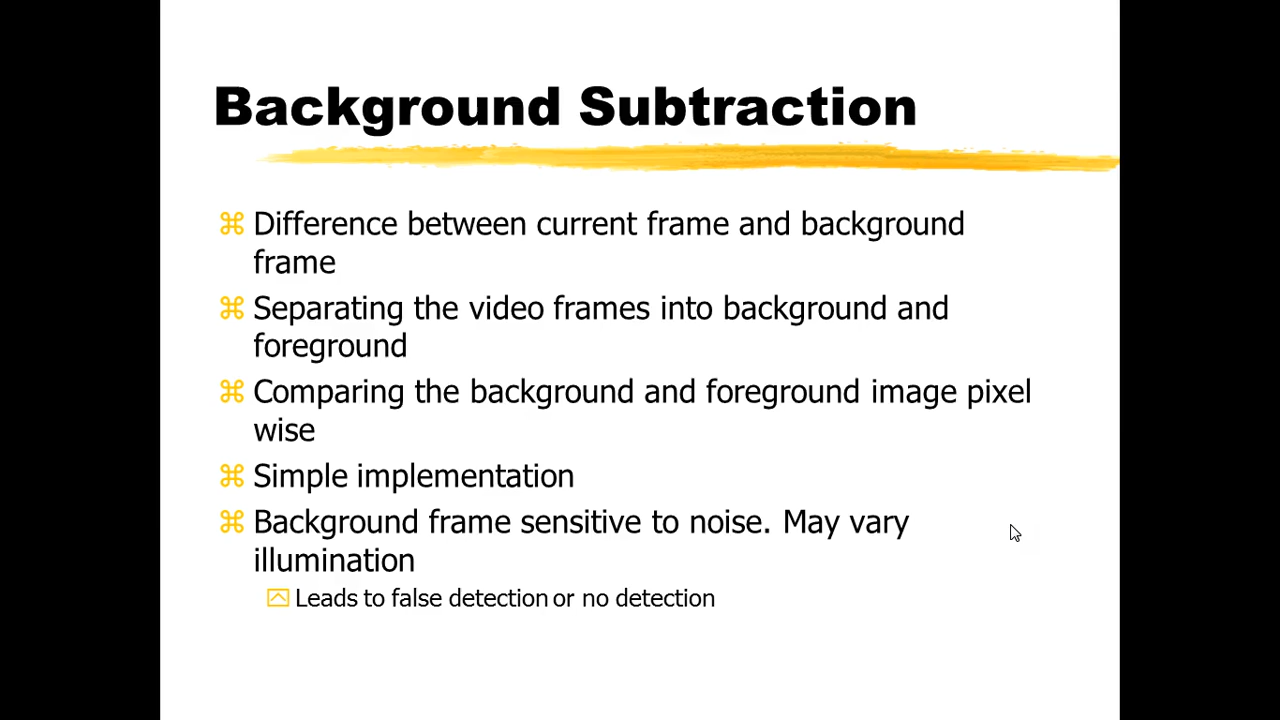 Background Subtraction
Difference between current frame and background
frame
Separating the video frames into background and
foreground
Comparing the background and foreground image pixel
wise
Simple implementation
Background frame sensitive to noise. May vary
illumination
Leads to false detection or no detection